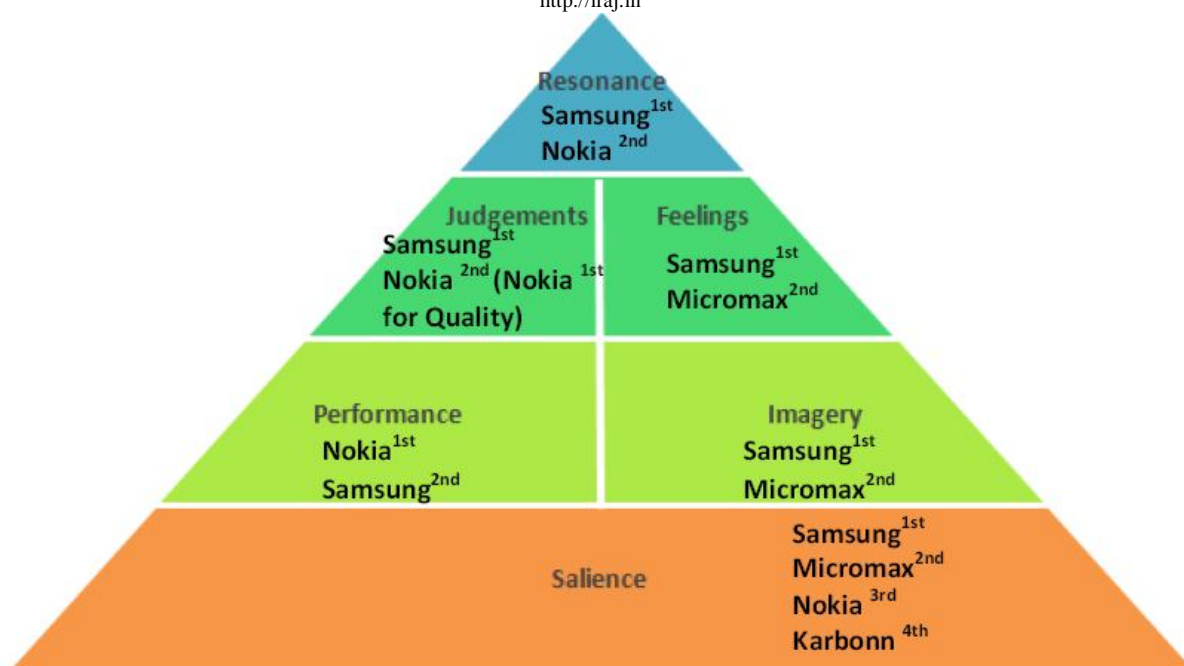 http://iraj.in
Resonance
Samsung1st
Nokia 2nd
Judgements
Samsung1st
Nokia 2nd (Nokia 1st
for Quality)
Feelings
Samsung1st
Micromax2nd
Performance
Nokia1st
Samsung2nd
Imagery
Samsung1st
Micromax2nd
Salience
Samsung1st
Micromax2nd
Nokia 3rd
Karbonn 4th